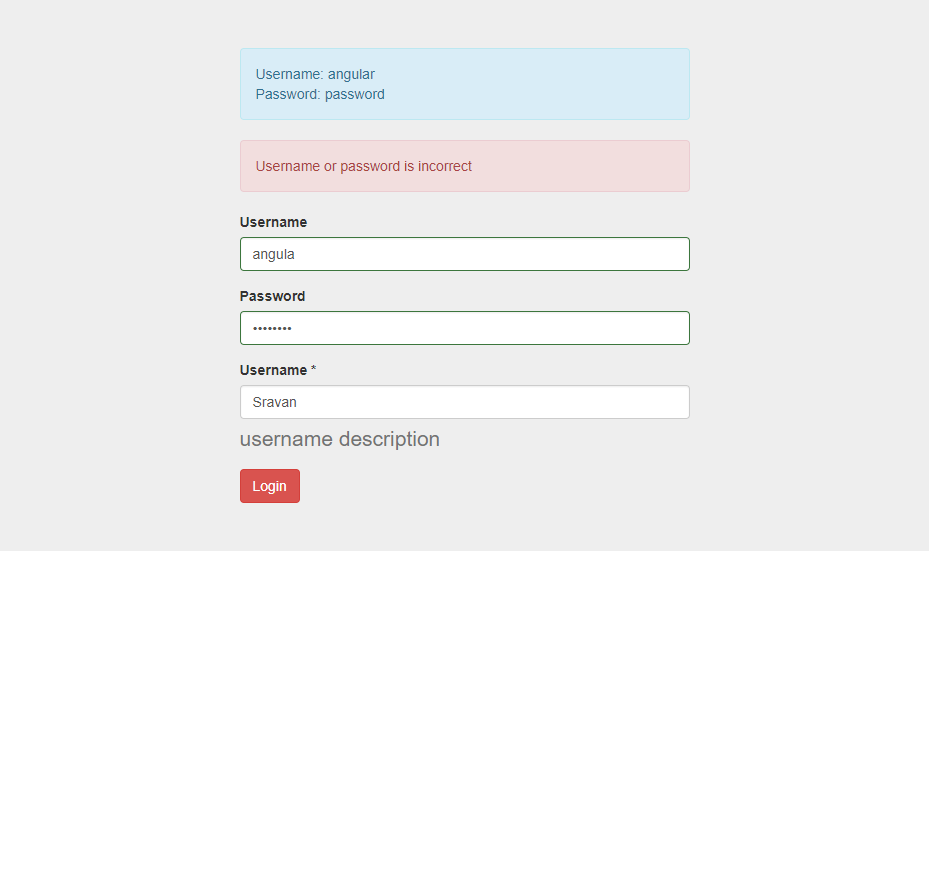 Username: angular
Password: password
Username or password is incorrect
Username
angula
Password
••••••••
Username *
Sravan
username description
Login